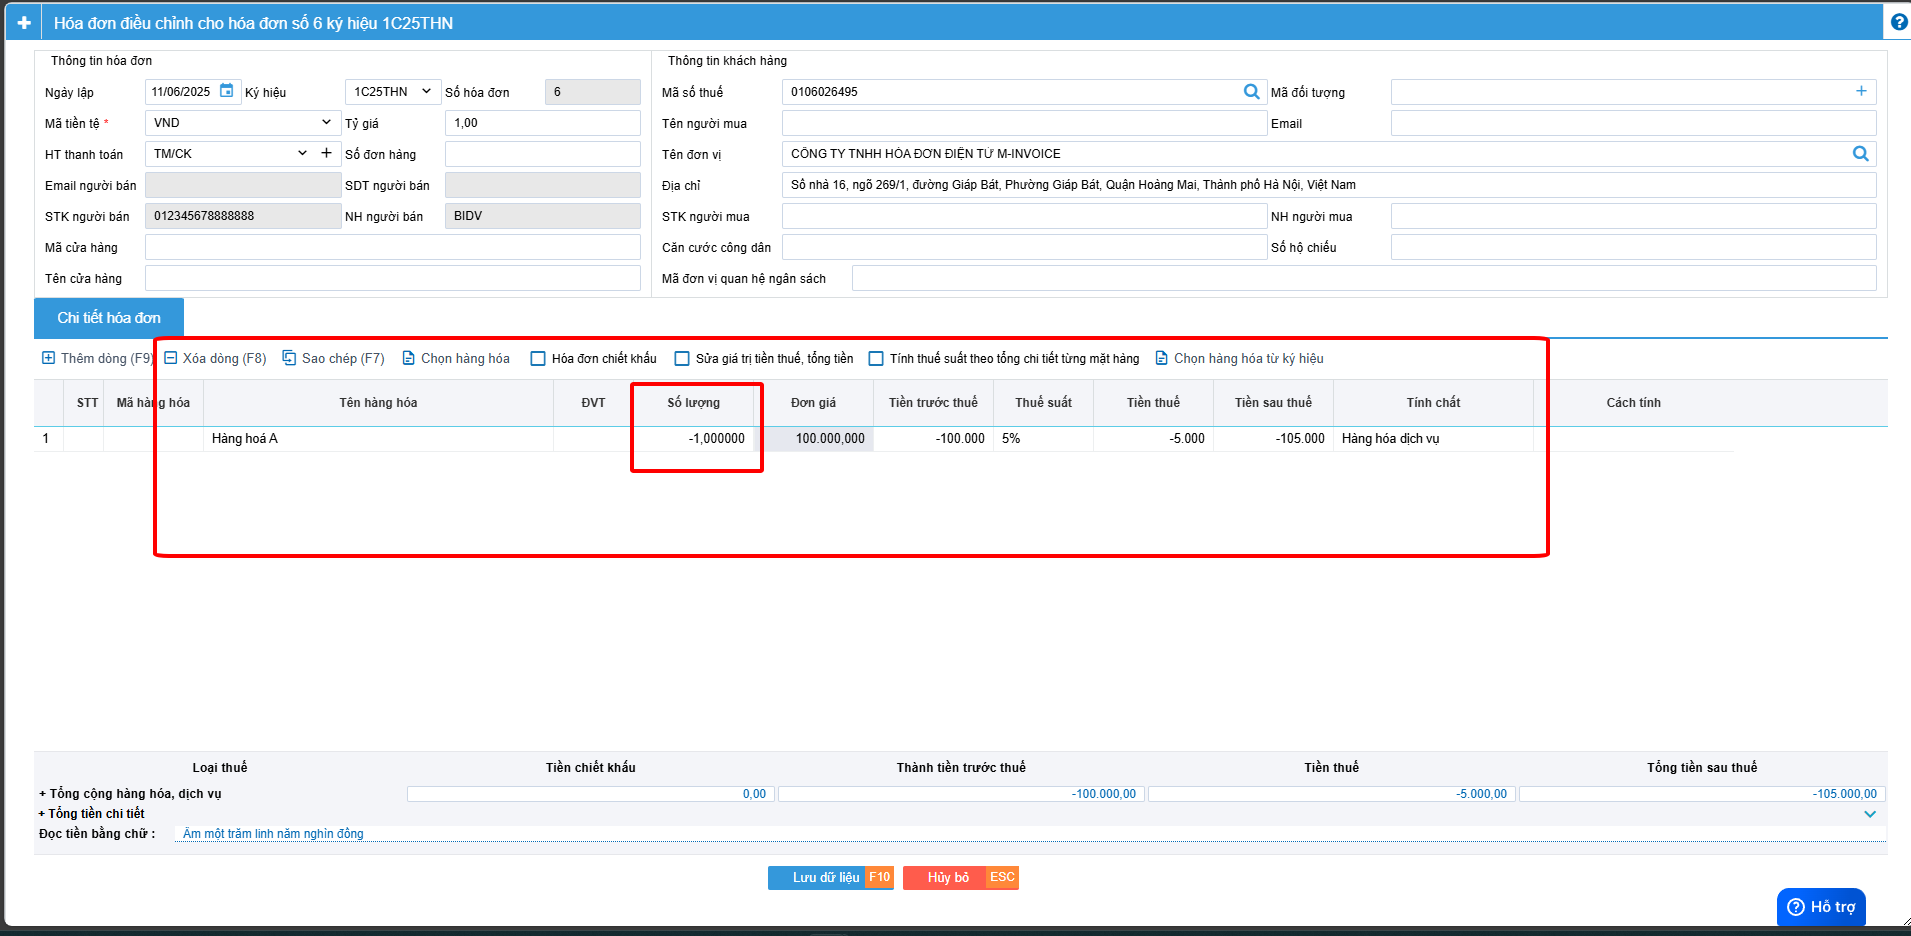 Hóa đơn điều chỉnh cho hóa đơn số 6 ký hiệu 1C25THN
Thông tin hóa đơn
Ngày lập 11/06/2025 Ký hiệu 1C25THN Số hóa đơn 6
Mã tiền tệ * VND Tỷ giá 1,00
HT thanh toán TM/CK Số đơn hàng
Email người bán SDT người bán
STK người bán 012345678888888 NH người bán BIDV
Mã cửa hàng
Tên cửa hàng
Thông tin khách hàng
Mã số thuế 0106026495 Mã đối tượng
Tên người mua Email
Tên đơn vị CÔNG TY TNHH HÓA ĐƠN ĐIỆN TỬ M-INVOICE
Địa chỉ Số nhà 16, ngõ 269/1, đường Giáp Bát, Phường Giáp Bát, Quận Hoàng Mai, Thành phố Hà Nội, Việt Nam
STK người mua NH người mua
Căn cước công dân Số hộ chiếu
Mã đơn vị quan hệ ngân sách
Chi tiết hóa đơn
Thêm dòng (F9) Xóa dòng (F8) Sao chép (F7) Chọn hàng hóa Hóa đơn chiết khấu Sửa giá trị tiền thuế, tổng tiền Tính thuế suất theo tổng chi tiết từng mặt hàng Chọn hàng hóa từ ký hiệu
STT Mã hàng hóa Tên hàng hóa ĐVT Số lượng Đơn giá Tiền trước thuế Thuế suất Tiền thuế Tiền sau thuế Tính chất Cách tính
1 Hàng hoá A -1,000000 100.000,000 -100.000 5% -5.000 -105.000 Hàng hóa dịch vụ
Loại thuế Tiền chiết khấu Thành tiền trước thuế Tiền thuế Tổng tiền sau thuế
+ Tổng cộng hàng hóa, dịch vụ 0,00 -100.000,00 -5.000,00 -105.000,00
+ Tổng tiền chi tiết
Đọc tiền bằng chữ : Âm một trăm linh năm nghìn đồng
Lưu dữ liệu F10 Hủy bỏ ESC
Hỗ trợ